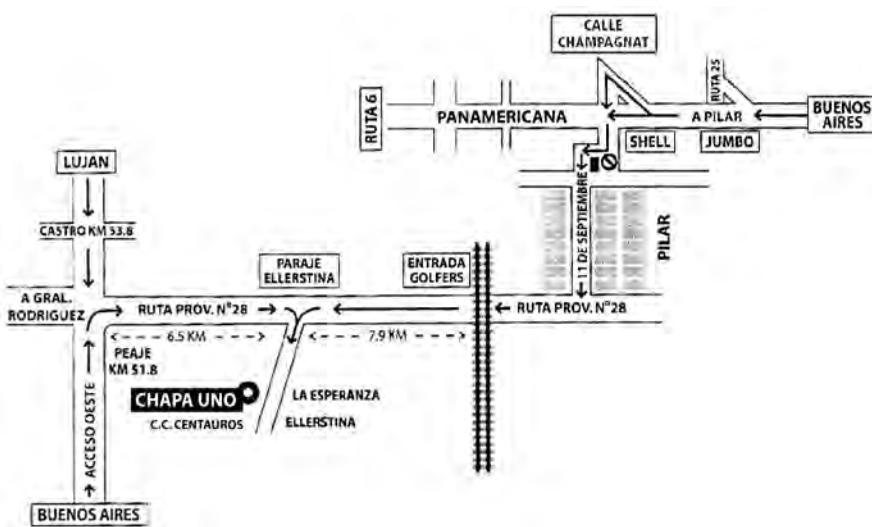 CALLE
CHAMPAGNAT
RUTA 6
PANAMERICANA
RUTA 25
A PILAR
BUENOS
AIRES
SHELL
JUMBO
LUJAN
CASTRO KM 53.8
11 DE SEPTIEMBRE
PILAR
PARAJE
ELLERSTINA
ENTRADA
GOLFERS
A GRAL.
RODRIGUEZ
RUTA PROV. N°28
RUTA PROV. N°28
6.5 KM
7.9 KM
PEAJE
KM 51.8
CHAPA UNO
C.C. CENTAUROS
LA ESPERANZA
ELLERSTINA
ACCESO OESTE
BUENOS AIRES